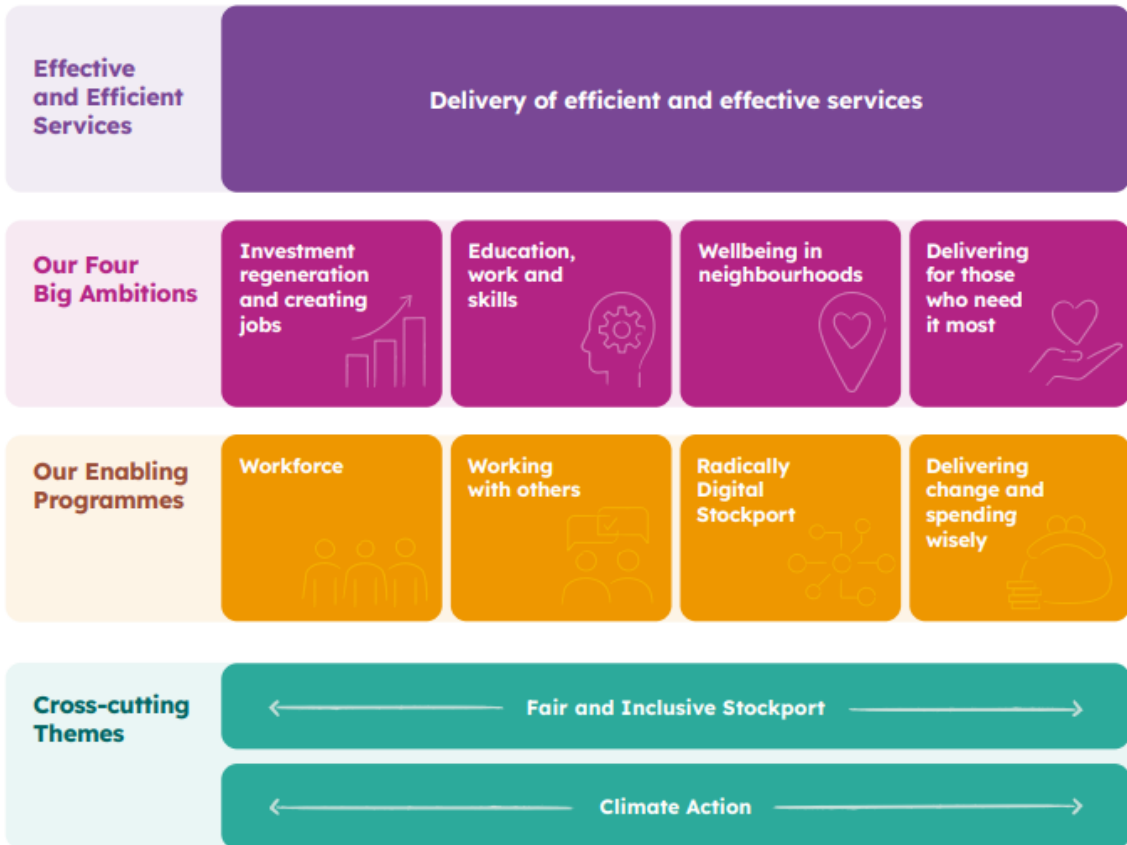 Effective
and Efficient
Services
Delivery of efficient and effective services
Our Four
Big Ambitions
Investment
regeneration
and creating
jobs
Education,
work and
skills
Wellbeing in
neighbourhoods
Delivering
for those
who need
it most
Our Enabling
Programmes
Workforce
Working
with others
Radically
Digital
Stockport
Delivering
change and
spending
wisely
Cross-cutting
Themes
Fair and Inclusive Stockport
Climate Action